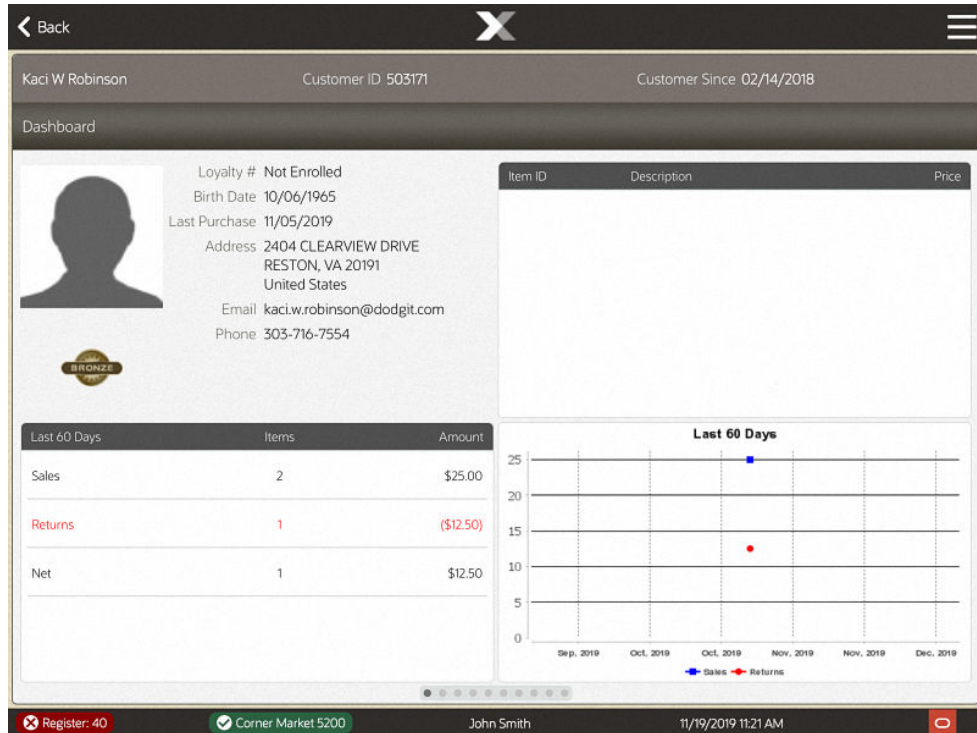 Back
Kaci W Robinson Customer ID 503171 Customer Since 02/14/2018
Dashboard
Loyalty # Not Enrolled
Birth Date 10/06/1965
Last Purchase 11/05/2019
Address 2404 CLEARVIEW DRIVE
RESTON, VA 20191
United States
Email kaci.w.robinson@dodgit.com
Phone 303-716-7554
BRONZE
Item ID Description Price
Last 60 Days Items Amount
Sales 2 $25.00
Returns 1 ($12.50)
Net 1 $12.50
Last 60 Days
25
20
15
10
5
0
Sep, 2019 Oct, 2019 Oct, 2019 Nov, 2019 Nov, 2019 Dec, 2019
Sales Returns
Register: 40 Corner Market 5200 John Smith 11/19/2019 11:21 AM